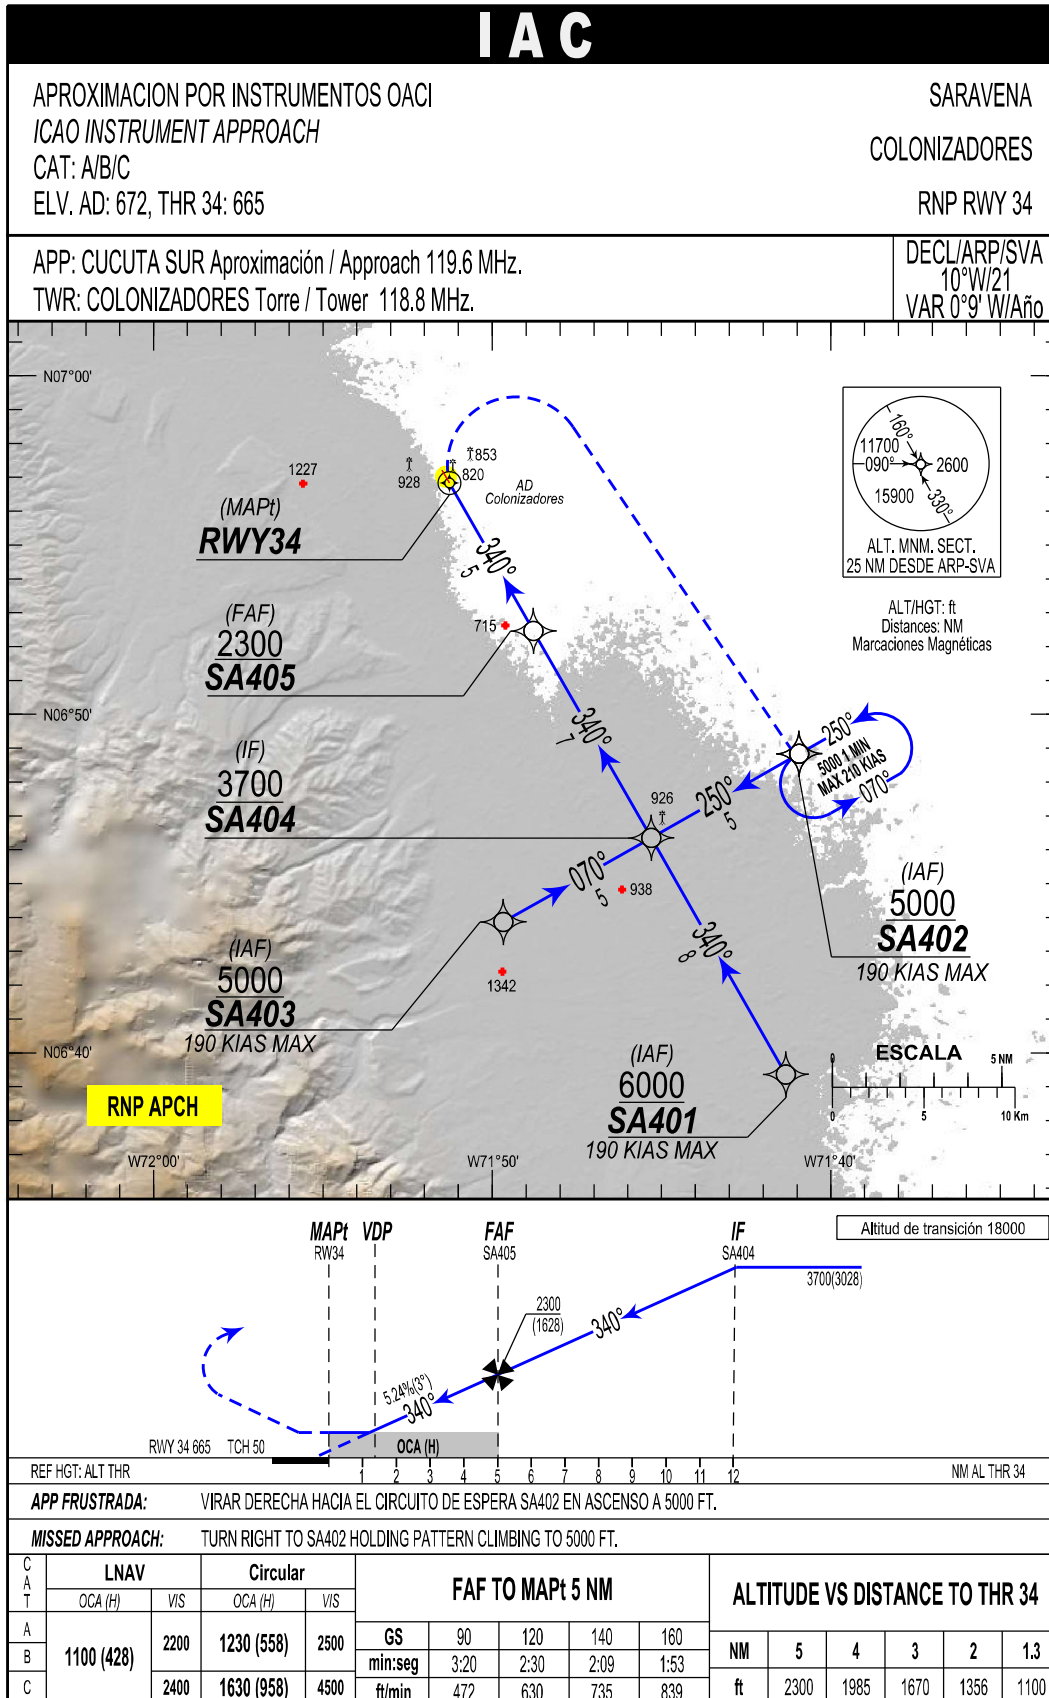 IAC
APROXIMACION POR INSTRUMENTOS OACI
ICAO INSTRUMENT APPROACH
CAT: A/B/C
ELV. AD: 672, THR 34: 665
SARAVENA
COLONIZADORES
RNP RWY 34
APP: CUCUTA SUR Aproximación / Approach 119.6 MHz.
TWR: COLONIZADORES Torre / Tower 118.8 MHz.
DECL/ARP/SVA
10°W/21
VAR 0°9' W/Año
N07°00'
1227
928
853
820
AD
Colonizadores
(MAPt)
RWY34
340°
5
160°
11700
090°
2600
15900
330°
ALT. MNM. SECT.
25 NM DESDE ARP-SVA
ALT/HGT: ft
Distances: NM
Marcaciones Magnéticas
(FAF)
2300
SA405
715
N06°50'
340°
7
250°
5000 1 MIN
MAX 210 KIAS
070°
(IF)
3700
SA404
926
250°
5
070°
5
938
(IAF)
5000
SA402
190 KIAS MAX
(IAF)
5000
SA403
190 KIAS MAX
1342
340°
8
N06°40'
(IAF)
6000
SA401
190 KIAS MAX
0
ESCALA
5 NM
0
5
10 Km
RNP APCH
W72°00'
W71°50'
W71°40'
Altitud de transición 18000
MAPt
RW34
VDP
FAF
SA405
IF
SA404
3700(3028)
2300
(1628)
340°
5.24%(3°)
340°
RWY 34 665
TCH 50
OCA (H)
REF HGT: ALT THR
1 2 3 4 5 6 7 8 9 10 11 12
NM AL THR 34
APP FRUSTRADA: VIRAR DERECHA HACIA EL CIRCUITO DE ESPERA SA402 EN ASCENSO A 5000 FT.
MISSED APPROACH: TURN RIGHT TO SA402 HOLDING PATTERN CLIMBING TO 5000 FT.
CAT LNAV Circular
OCA (H) VIS OCA (H) VIS
A
B
1100 (428) 2200 1230 (558) 2500
C 2400 1630 (958) 4500
FAF TO MAPt 5 NM
GS 90 120 140 160
min:seg 3:20 2:30 2:09 1:53
ft/min 472 630 735 839
ALTITUDE VS DISTANCE TO THR 34
NM 5 4 3 2 1.3
ft 2300 1985 1670 1356 1100